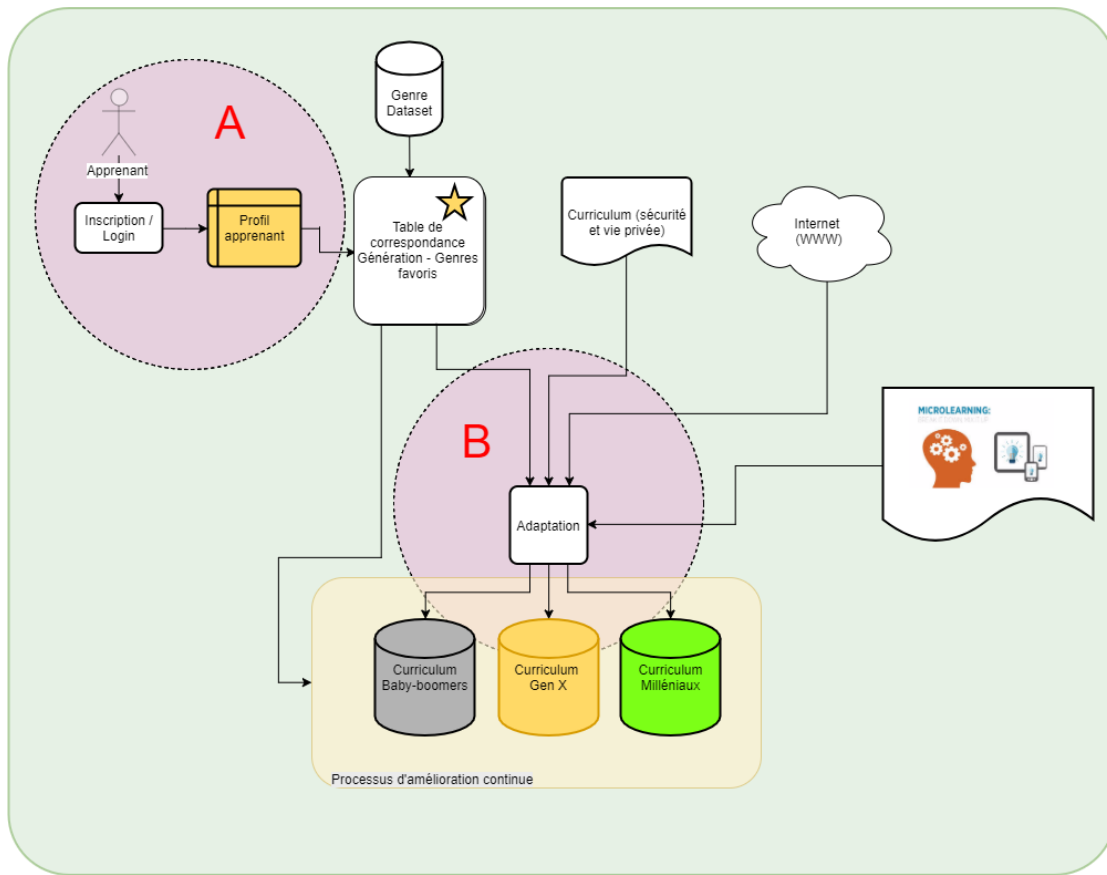 A
Apprenant
Inscription /
Login
Profil
apprenant
Genre
Dataset
Table de
correspondance
Génération - Genres
favoris
Curriculum (sécurité
et vie privée)
Internet
(WWW)
B
MICROLEARNING:
Adaptation
Curriculum
Baby-boomers
Curriculum
Gen X
Curriculum
Milléniaux
Processus d'amélioration continue